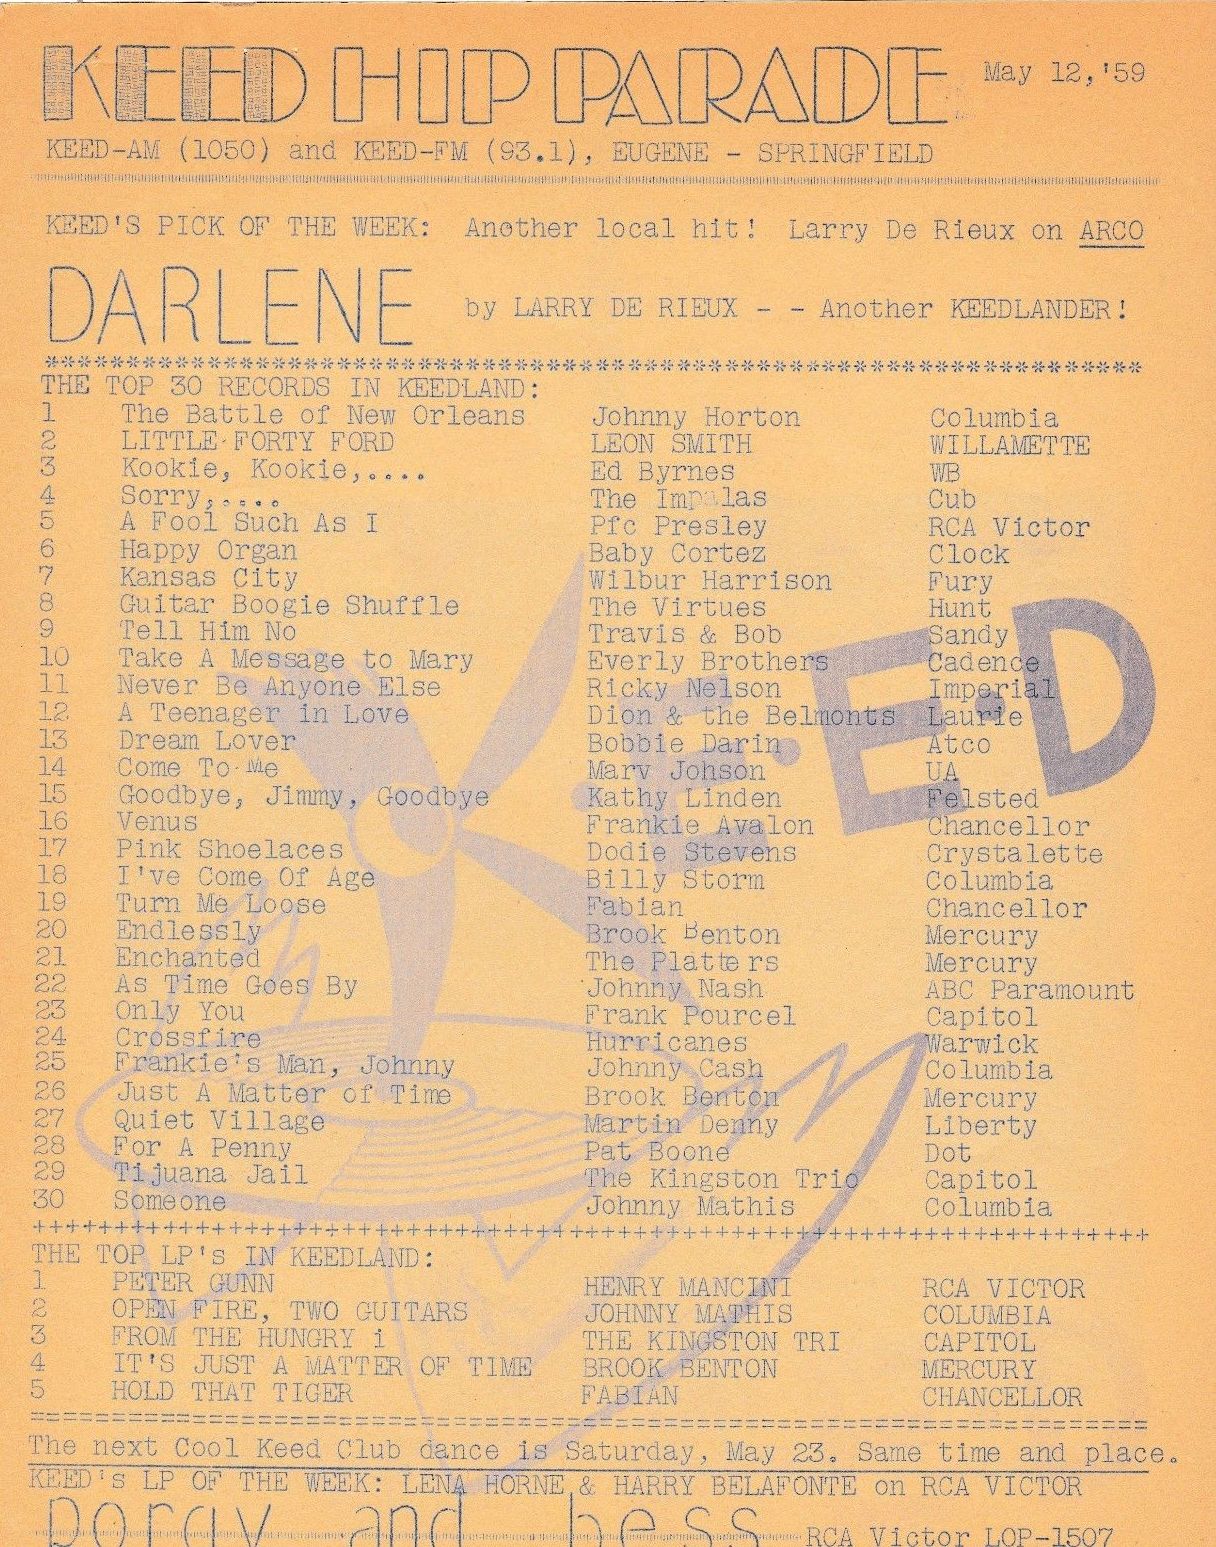 KEED HIP PARADE May 12,'59
KEED-AM (1050) and KEED-FM (93.1), EUGENE - SPRINGFIELD
KEED'S PICK OF THE WEEK: Another local hit! Larry De Rieux on ARCO
DARLENE by LARRY DE RIEUX - - Another KEEDLANDER!
*********************************************************************
THE TOP 30 RECORDS IN KEEDLAND:
1 The Battle of New Orleans Johnny Horton Columbia
2 LITTLE FORTY FORD LEON SMITH WILLAMETTE
3 Kookie, Kookie,.... Ed Byrnes WB
4 Sorry,.... The Impalas Cub
5 A Fool Such As I Pfc Presley RCA Victor
6 Happy Organ Baby Cortez Clock
7 Kansas City Wilbur Harrison Fury
8 Guitar Boogie Shuffle The Virtues Hunt
9 Tell Him No Travis & Bob Sandy
10 Take A Message to Mary Everly Brothers Cadence
11 Never Be Anyone Else Ricky Nelson Imperial
12 A Teenager in Love Dion & the Belmonts Laurie
13 Dream Lover Bobbie Darin Atco
14 Come To Me Marv Johson UA
15 Goodbye, Jimmy, Goodbye Kathy Linden Felsted
16 Venus Frankie Avalon Chancellor
17 Pink Shoelaces Dodie Stevens Crystalette
18 I've Come Of Age Billy Storm Columbia
19 Turn Me Loose Fabian Chancellor
20 Endlessly Brook Benton Mercury
21 Enchanted The Platters Mercury
22 As Time Goes By Johnny Nash ABC Paramount
23 Only You Frank Pourcel Capitol
24 Crossfire Hurricanes Warwick
25 Frankie's Man, Johnny Johnny Cash Columbia
26 Just A Matter of Time Brook Benton Mercury
27 Quiet Village Martin Denny Liberty
28 For A Penny Pat Boone Dot
29 Tijuana Jail The Kingston Trio Capitol
30 Someone Johnny Mathis Columbia
+++++++++++++++++++++++++++++++++++++++++++++++++++++++++++++++++++++
THE TOP LP's IN KEEDLAND:
1 PETER GUNN HENRY MANCINI RCA VICTOR
2 OPEN FIRE, TWO GUITARS JOHNNY MATHIS COLUMBIA
3 FROM THE HUNGRY i THE KINGSTON TRI CAPITOL
4 IT'S JUST A MATTER OF TIME BROOK BENTON MERCURY
5 HOLD THAT TIGER FABIAN CHANCELLOR
=====================================================================
The next Cool Keed Club dance is Saturday, May 23. Same time and place.
KEED's LP OF THE WEEK: LENA HORNE & HARRY BELAFONTE on RCA VICTOR
porgy and bess RCA Victor LOP-1507